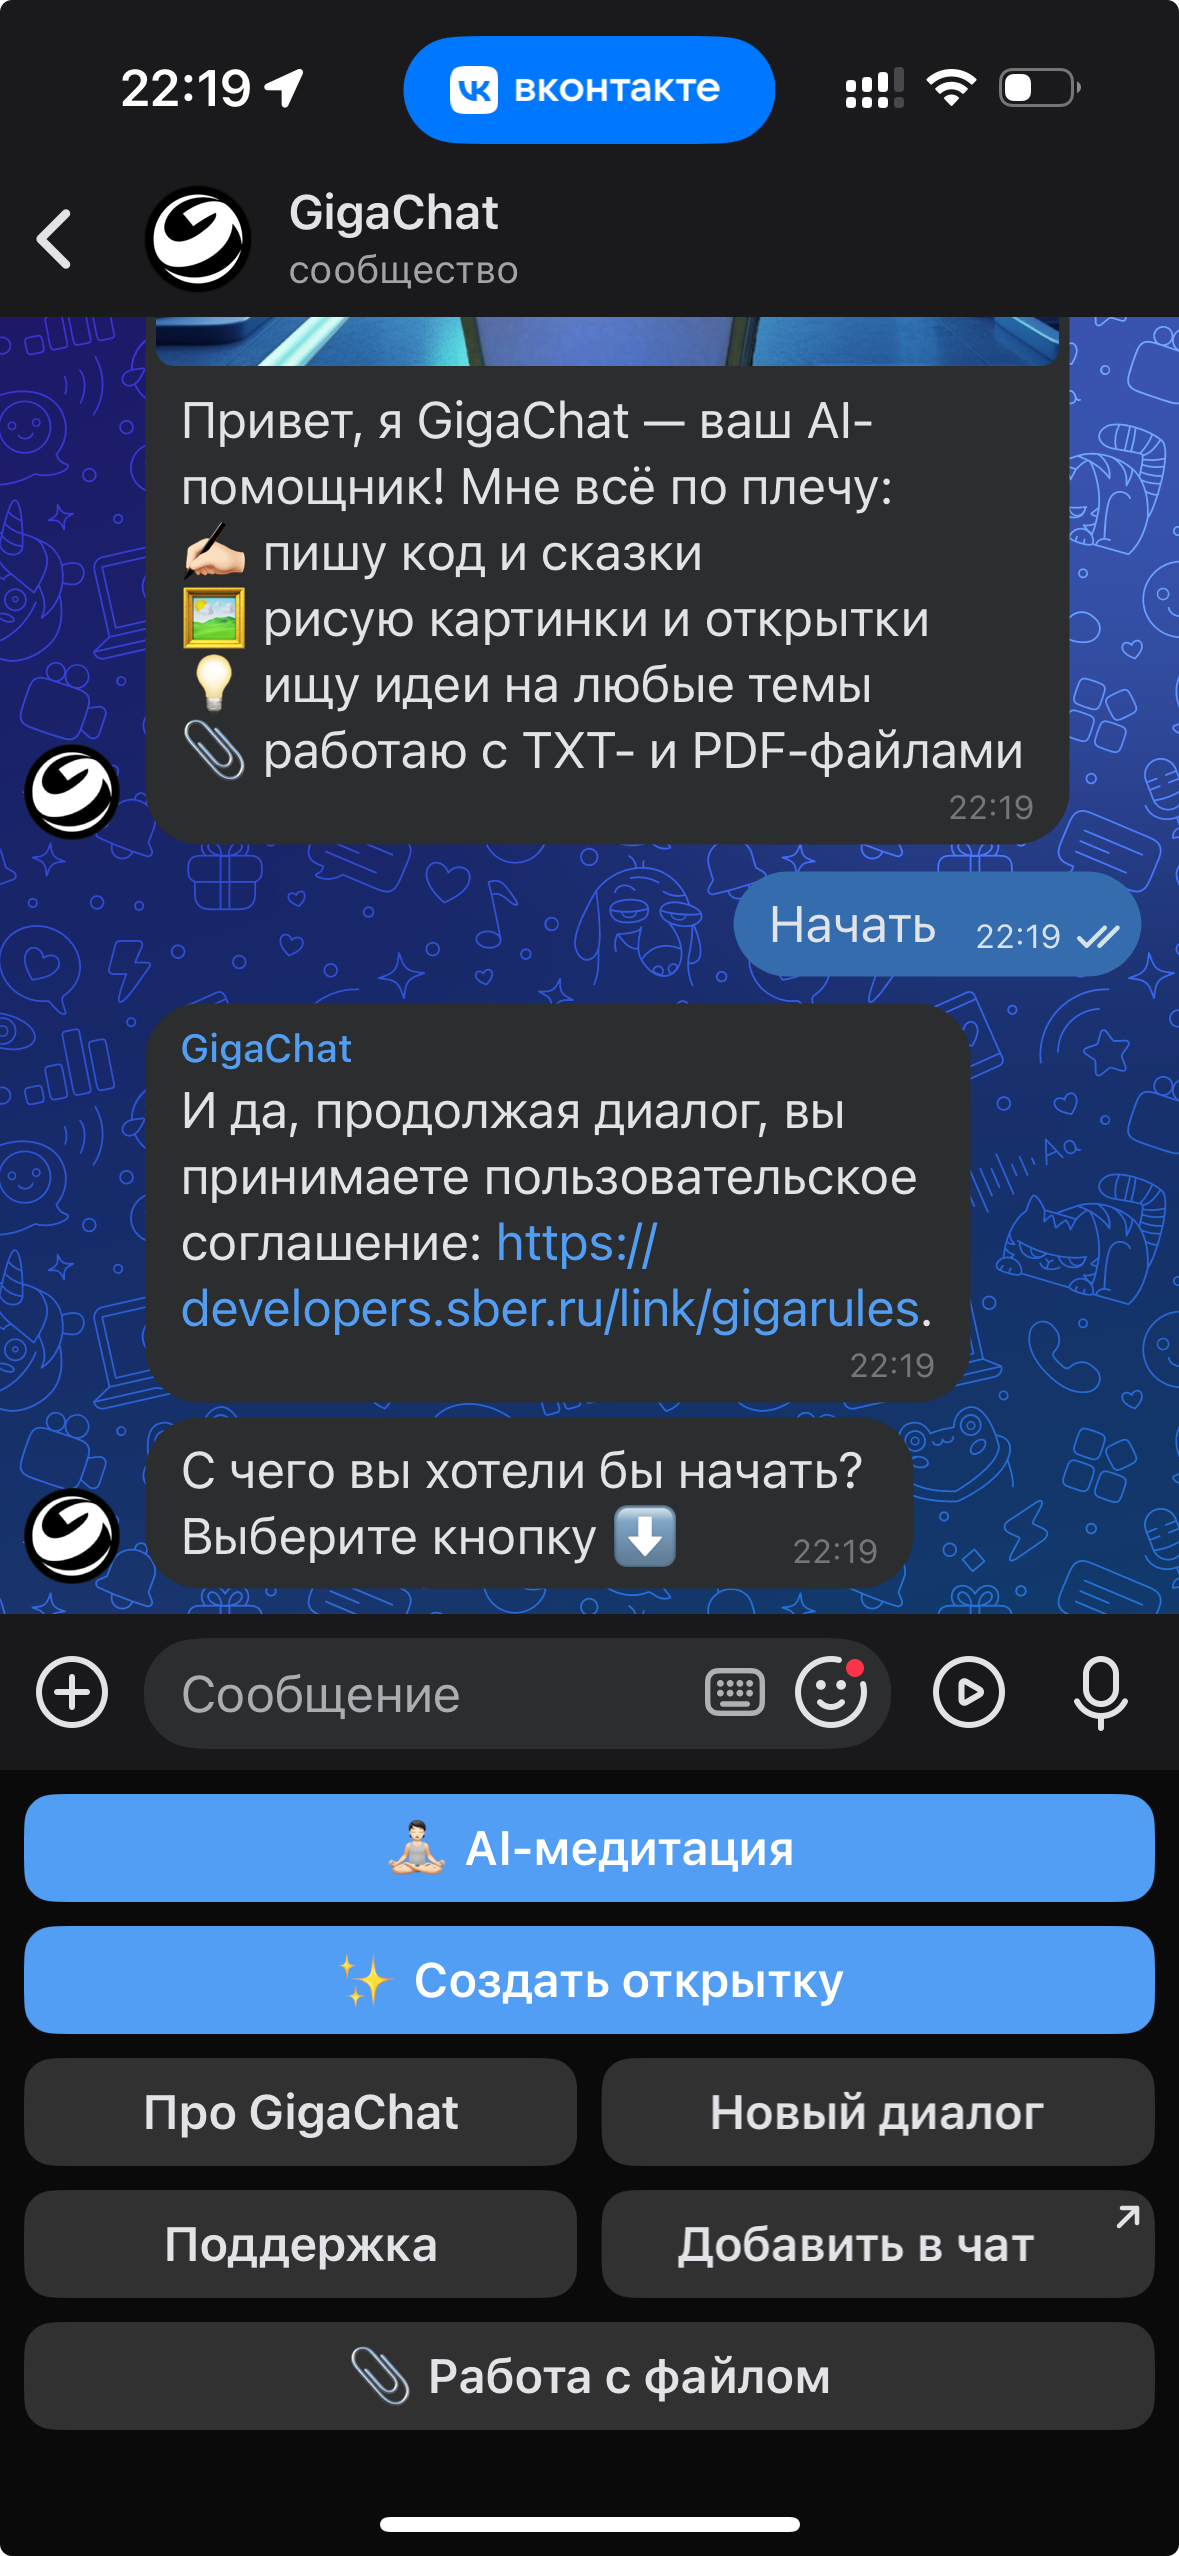 22:19
вконтакте
GigaChat
сообщество
Привет, я GigaChat — ваш AI-
помощник! Мне всё по плечу:
✍🏻 пишу код и сказки
🖼️ рисую картинки и открытки
💡 ищу идеи на любые темы
📎 работаю с TXT- и PDF-файлами
22:19
Начать 22:19
GigaChat
И да, продолжая диалог, вы
принимаете пользовательское
соглашение: https://
developers.sber.ru/link/gigarules.
22:19
С чего вы хотели бы начать?
Выберите кнопку ⬇️ 22:19
Сообщение
🧘🏻 AI-медитация
✨ Создать открытку
Про GigaChat
Новый диалог
Поддержка
Добавить в чат
📎 Работа с файлом